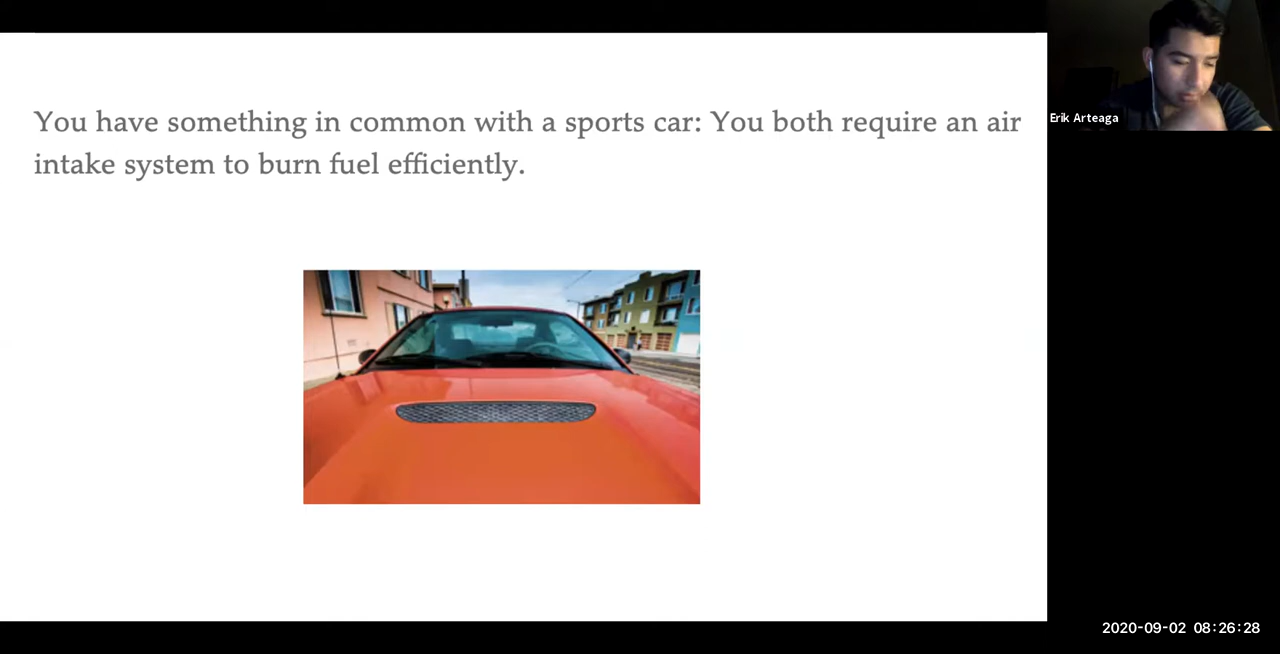 You have something in common with a sports car: You both require an air
intake system to burn fuel efficiently.
Erik Arteaga
2020-09-02 08:26:28